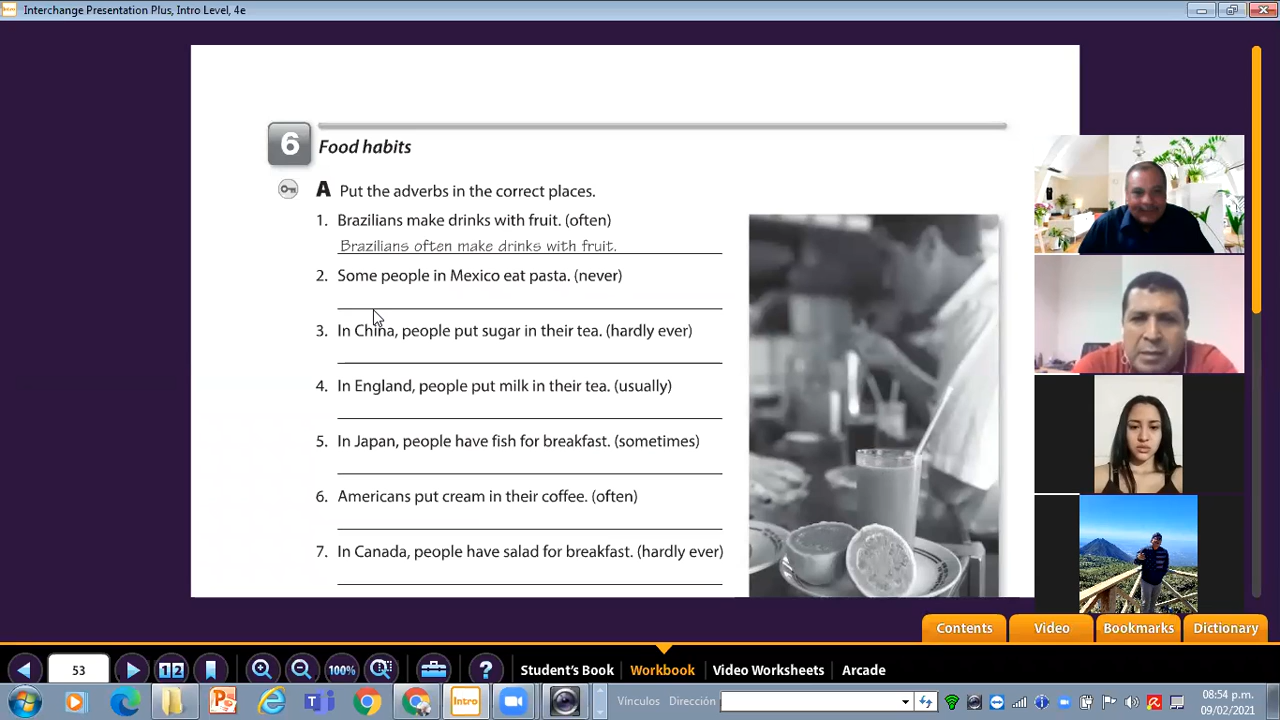 Interchange Presentation Plus, Intro Level, 4e
6 Food habits
A Put the adverbs in the correct places.
1. Brazilians make drinks with fruit. (often)
Brazilians often make drinks with fruit.
2. Some people in Mexico eat pasta. (never)
3. In China, people put sugar in their tea. (hardly ever)
4. In England, people put milk in their tea. (usually)
5. In Japan, people have fish for breakfast. (sometimes)
6. Americans put cream in their coffee. (often)
7. In Canada, people have salad for breakfast. (hardly ever)
Contents Video Bookmarks Dictionary
53 12 100% ? Student's Book Workbook Video Worksheets Arcade
Intro Vínculos Dirección 08:54 p.m.
09/02/2021